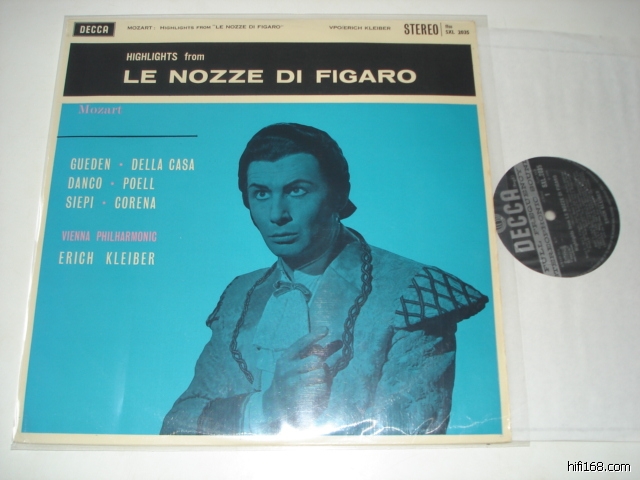 DECCA
MOZART: HIGHLIGHTS FROM "LE NOZZE DI FIGARO"
VPO/ERICH KLEIBER
STEREO
SXL 2035
HIGHLIGHTS from
LE NOZZE DI FIGARO
Mozart
GUEDEN · DELLA CASA
DANCO · POELL
SIEPI · CORENA
VIENNA PHILHARMONIC
ERICH KLEIBER
DECCA
hifi168.com